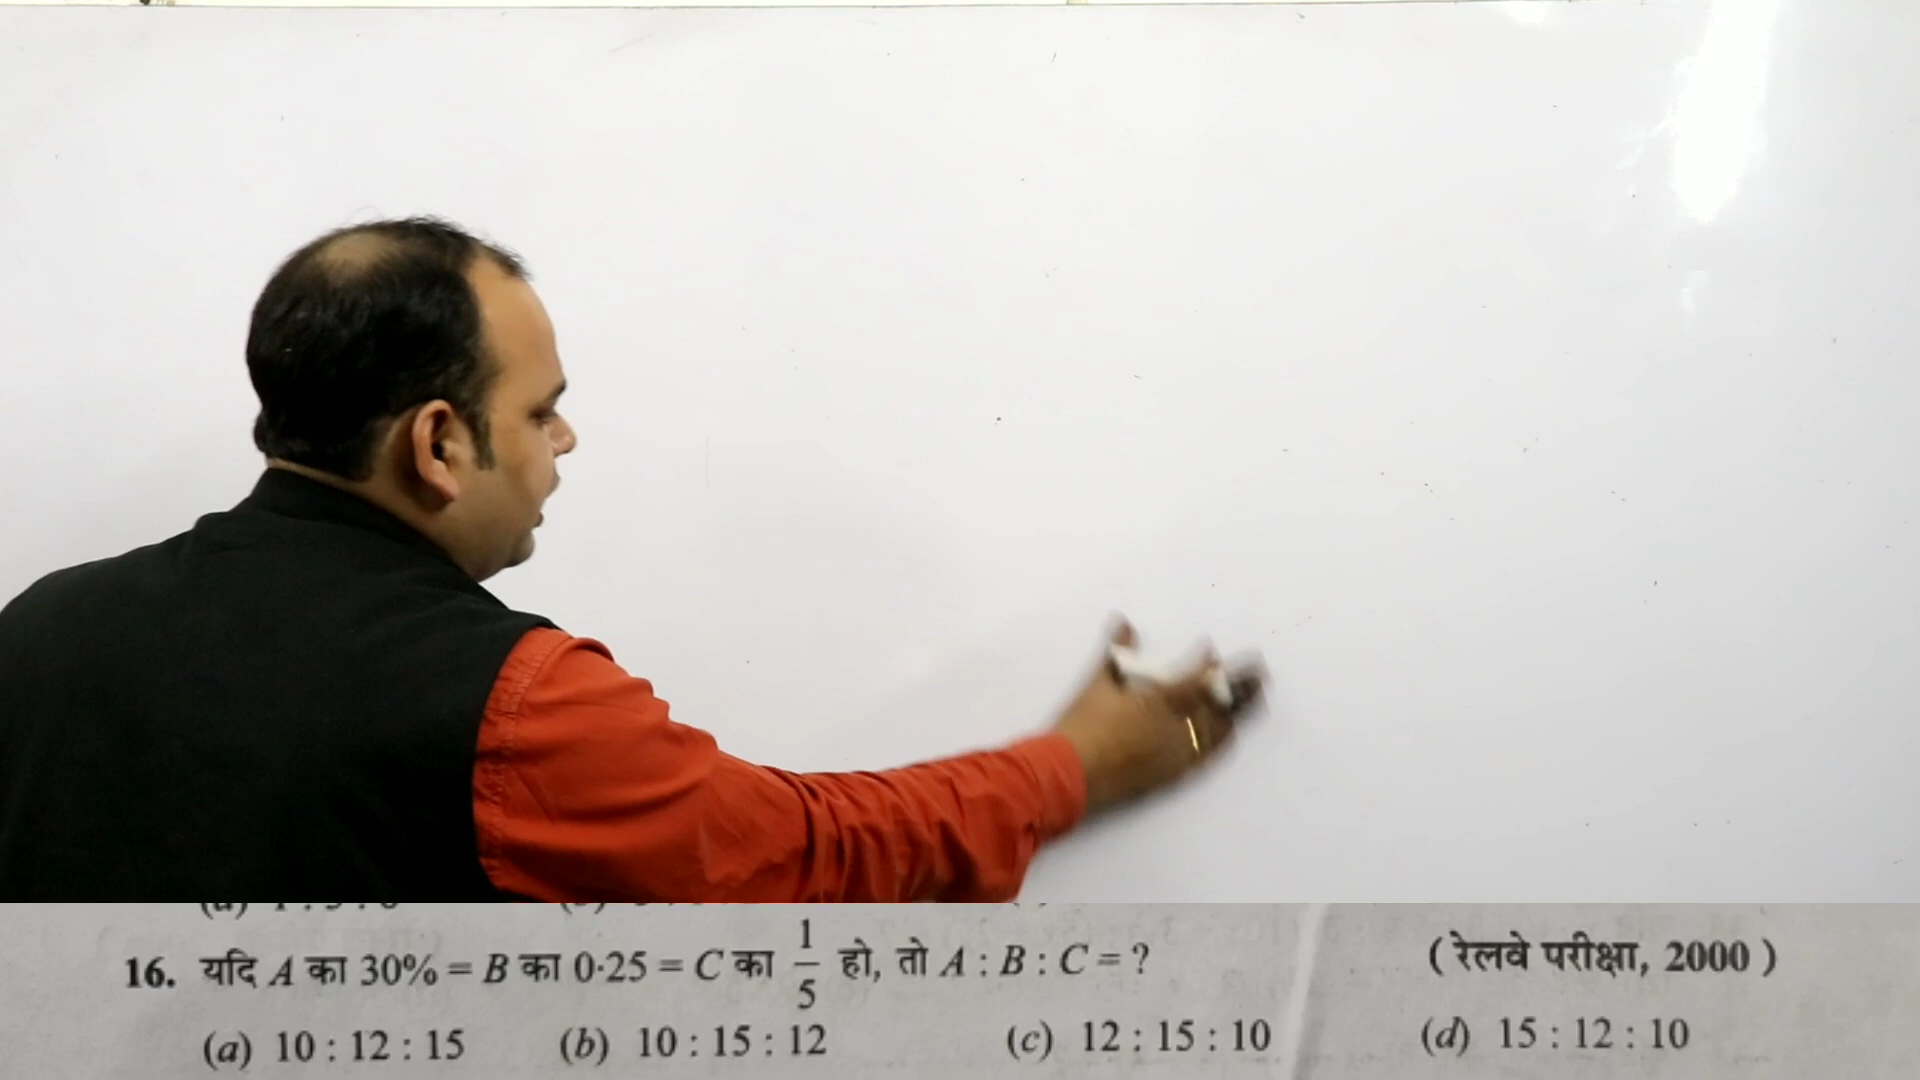 16. यदि A का 30% = B का 0·25 = C का 1/5 हो, तो A : B : C = ? ( रेलवे परीक्षा, 2000 )
(a) 10 : 12 : 15 (b) 10 : 15 : 12 (c) 12 : 15 : 10 (d) 15 : 12 : 10